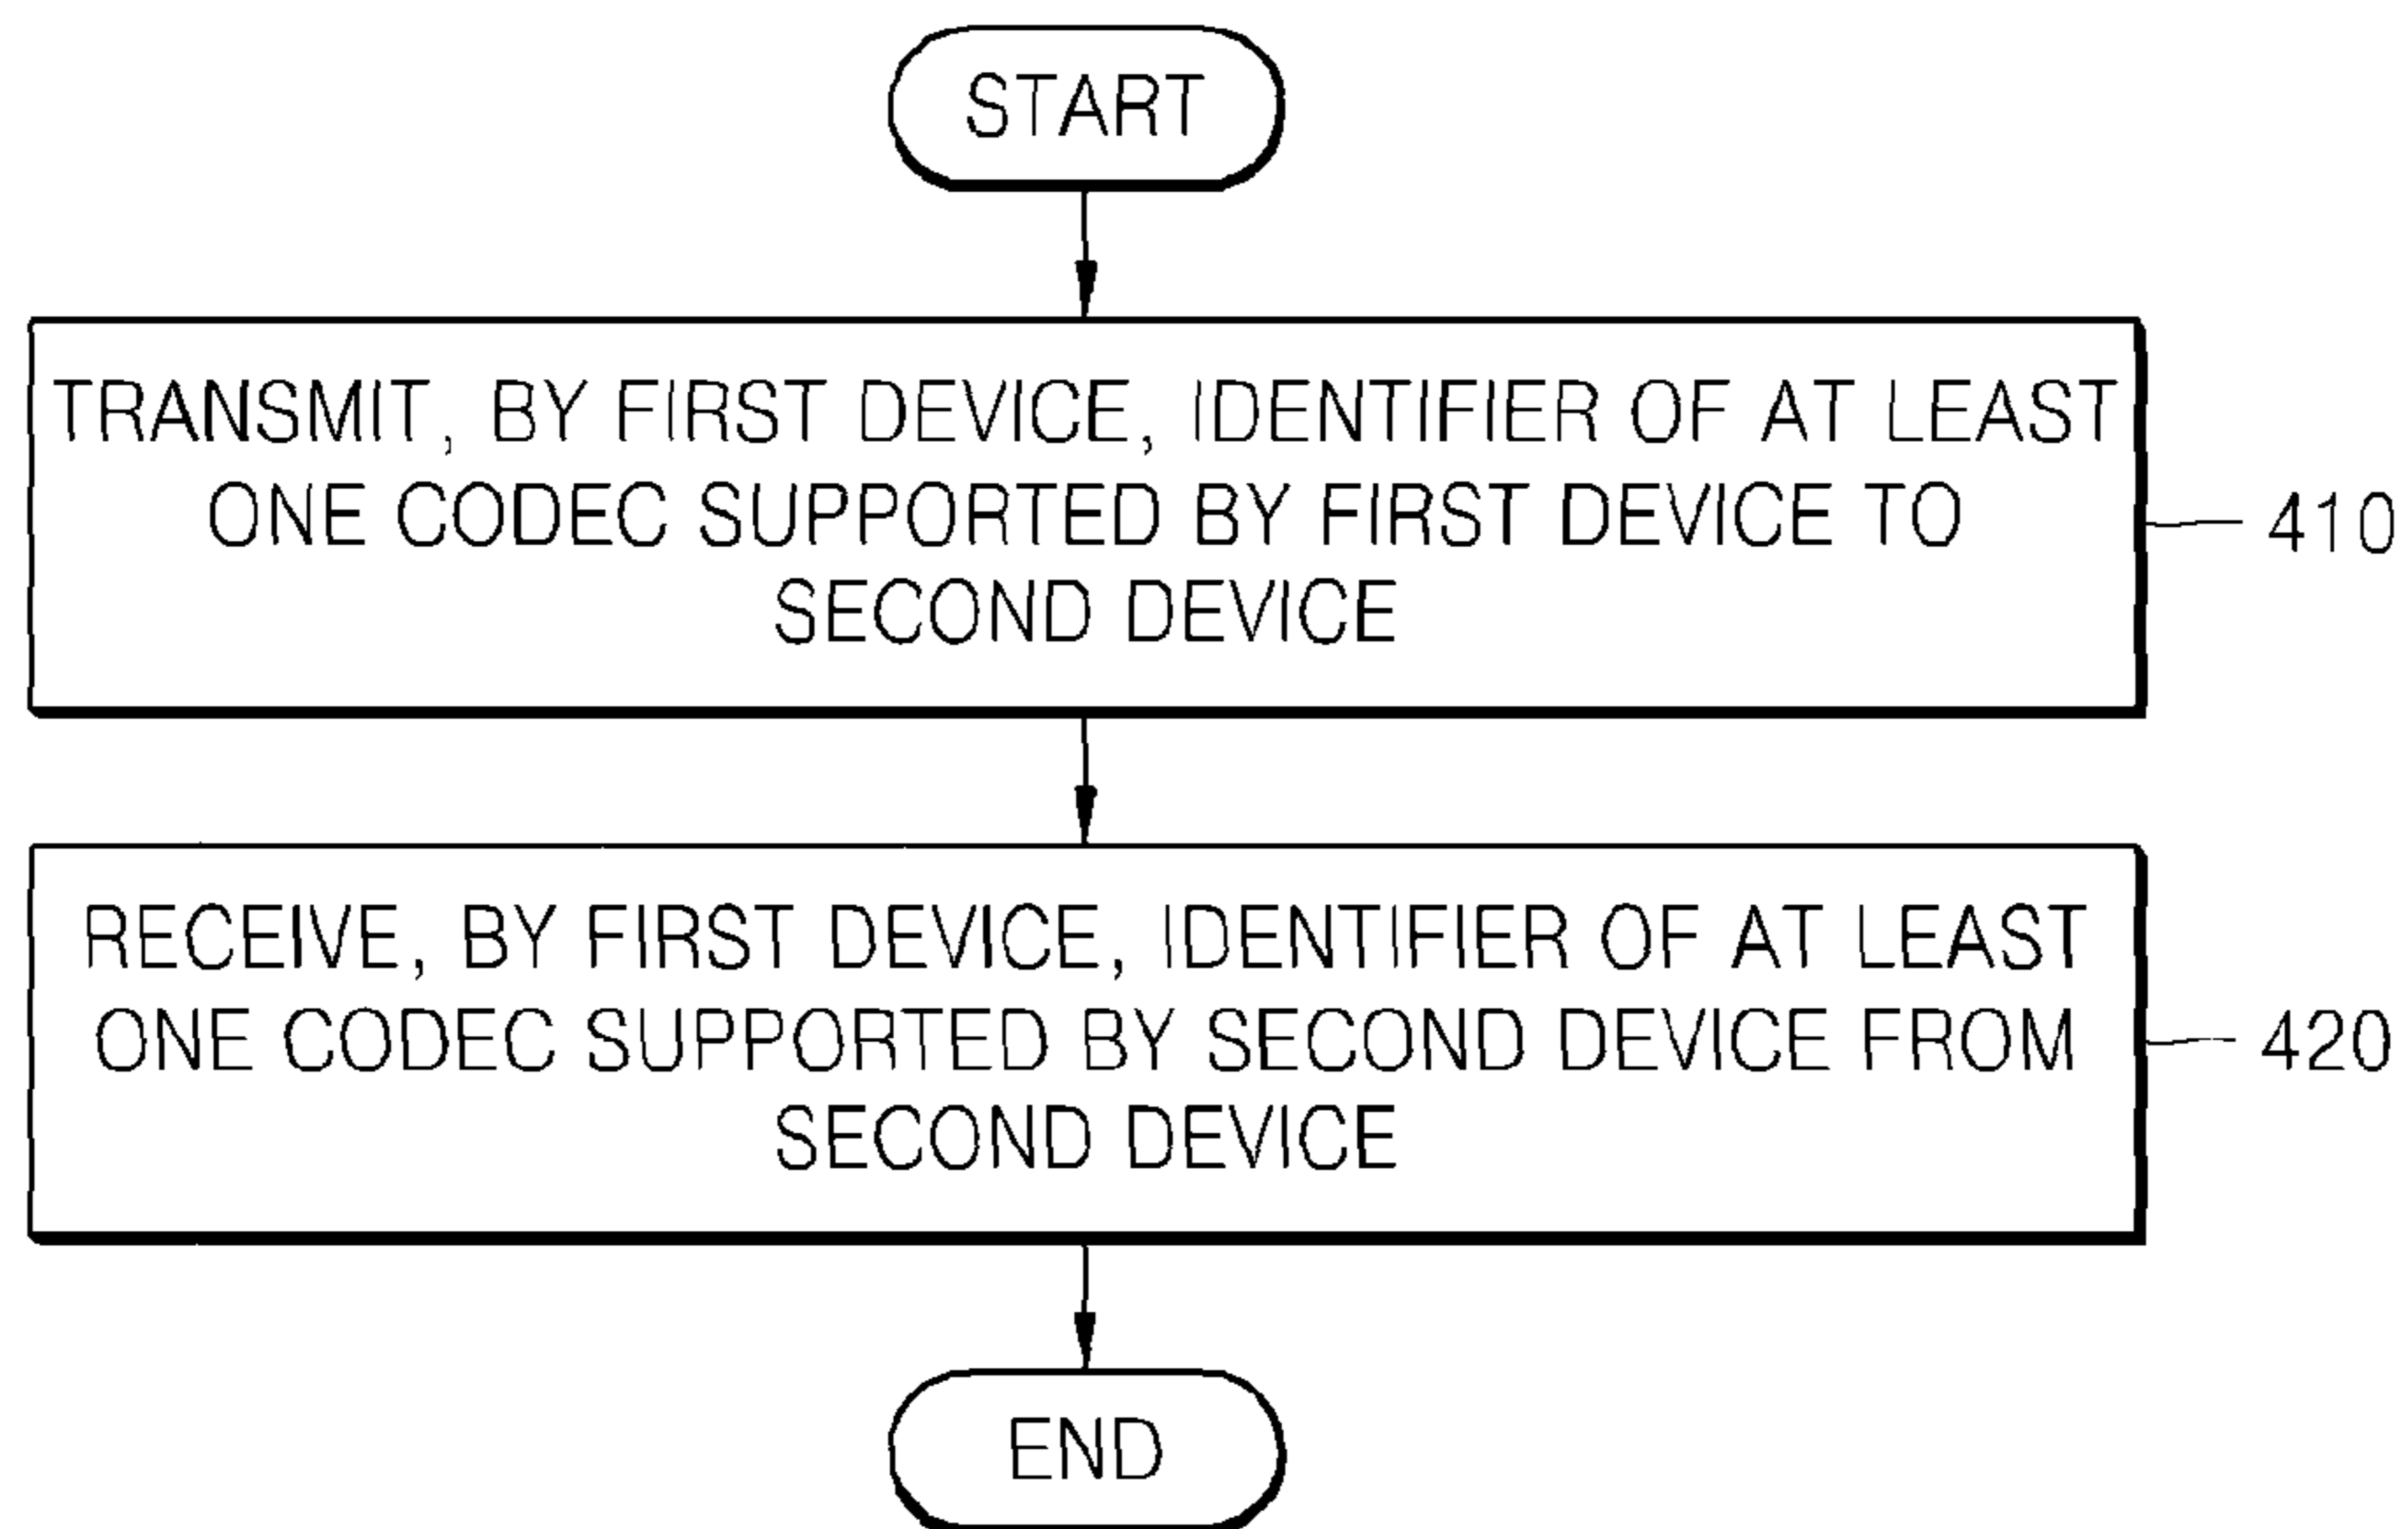 START
TRANSMIT, BY FIRST DEVICE, IDENTIFIER OF AT LEAST
ONE CODEC SUPPORTED BY FIRST DEVICE TO
SECOND DEVICE
410
RECEIVE, BY FIRST DEVICE, IDENTIFIER OF AT LEAST
ONE CODEC SUPPORTED BY SECOND DEVICE FROM
SECOND DEVICE
420
END